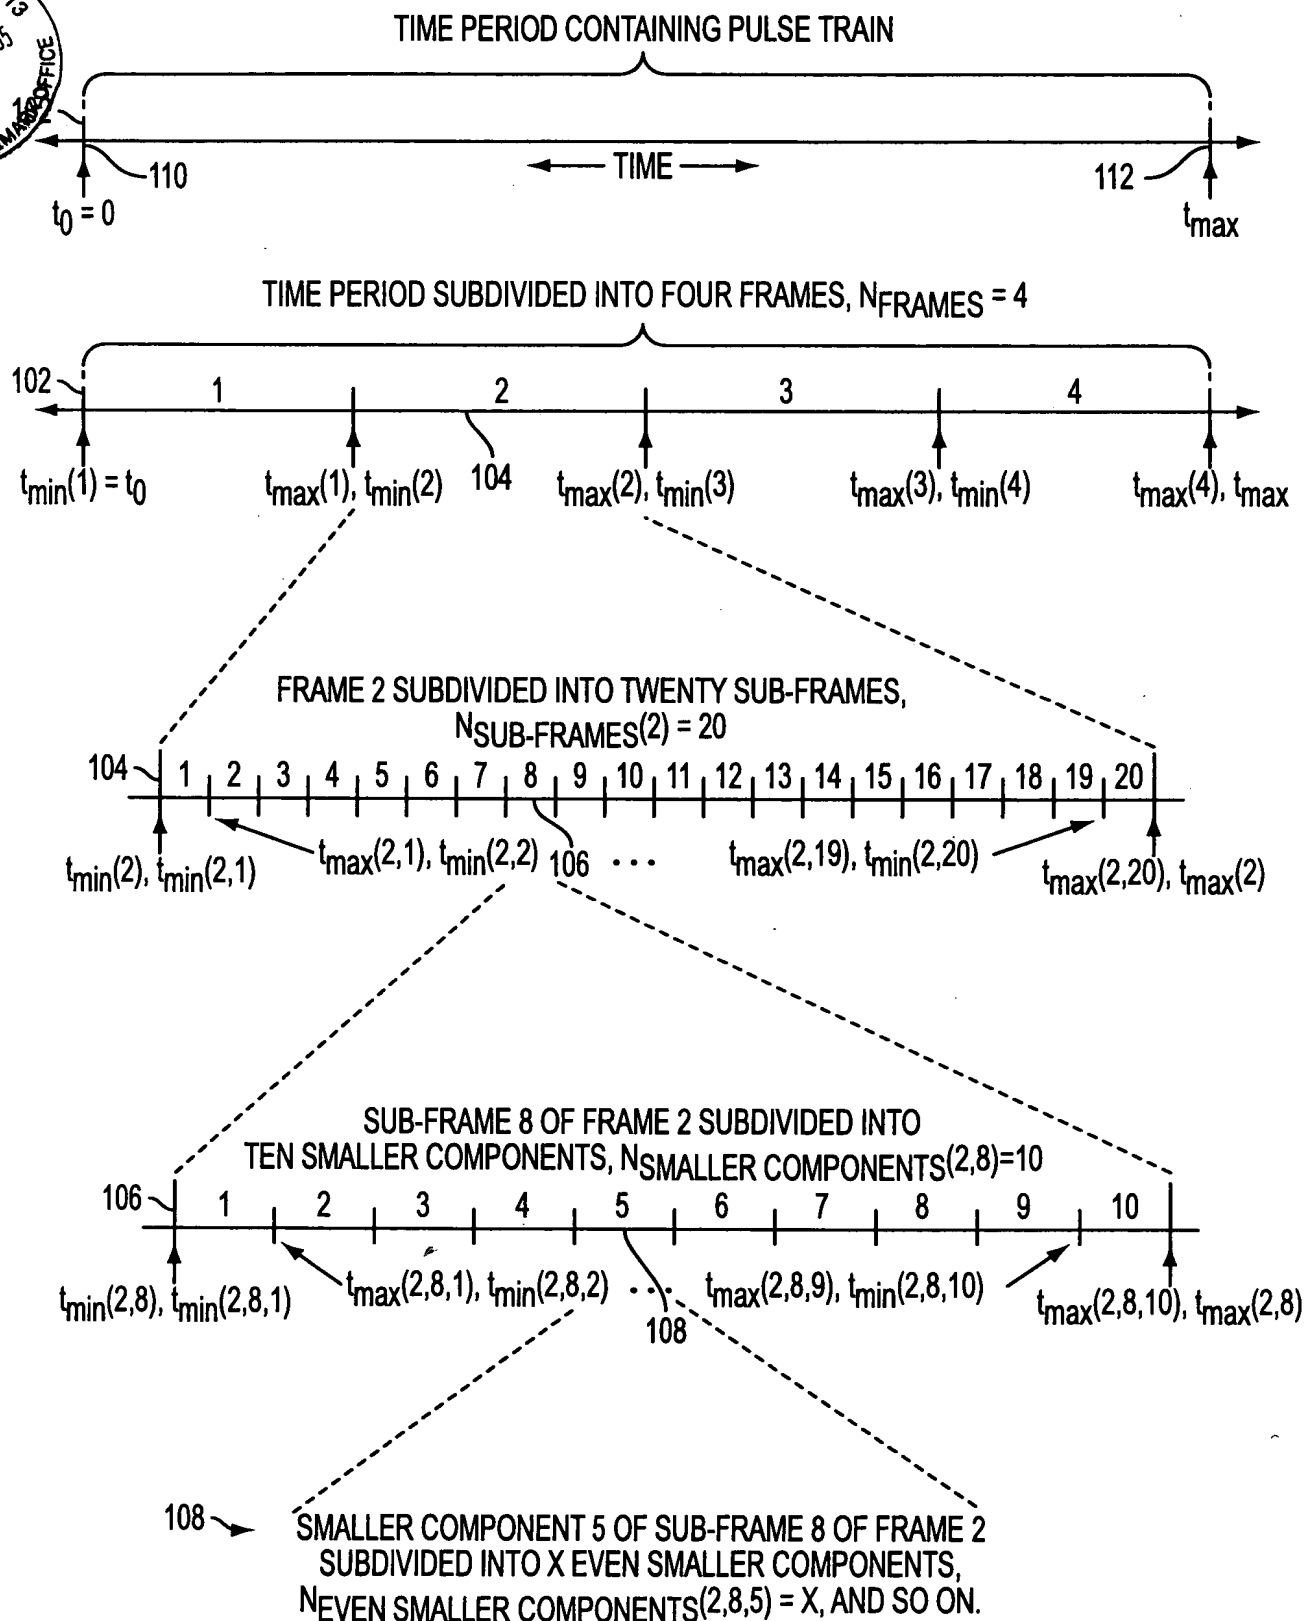 13
05
OFFICE
TIME PERIOD CONTAINING PULSE TRAIN
110
TIME
112
t0 = 0
tmax
TIME PERIOD SUBDIVIDED INTO FOUR FRAMES, NFRAMES = 4
102
1 2 3 4
tmin(1) = t0
tmax(1), tmin(2)
104
tmax(2), tmin(3)
tmax(3), tmin(4)
tmax(4), tmax
FRAME 2 SUBDIVIDED INTO TWENTY SUB-FRAMES,
NSUB-FRAMES(2) = 20
104
1 2 3 4 5 6 7 8 9 10 11 12 13 14 15 16 17 18 19 20
tmin(2), tmin(2,1)
tmax(2,1), tmin(2,2)
106
...
tmax(2,19), tmin(2,20)
tmax(2,20), tmax(2)
SUB-FRAME 8 OF FRAME 2 SUBDIVIDED INTO
TEN SMALLER COMPONENTS, NSMALLER COMPONENTS(2,8)=10
106
1 2 3 4 5 6 7 8 9 10
tmin(2,8), tmin(2,8,1)
tmax(2,8,1), tmin(2,8,2)
...
tmax(2,8,9), tmin(2,8,10)
tmax(2,8,10), tmax(2,8)
108
108
SMALLER COMPONENT 5 OF SUB-FRAME 8 OF FRAME 2
SUBDIVIDED INTO X EVEN SMALLER COMPONENTS,
NEVEN SMALLER COMPONENTS(2,8,5) = X, AND SO ON.